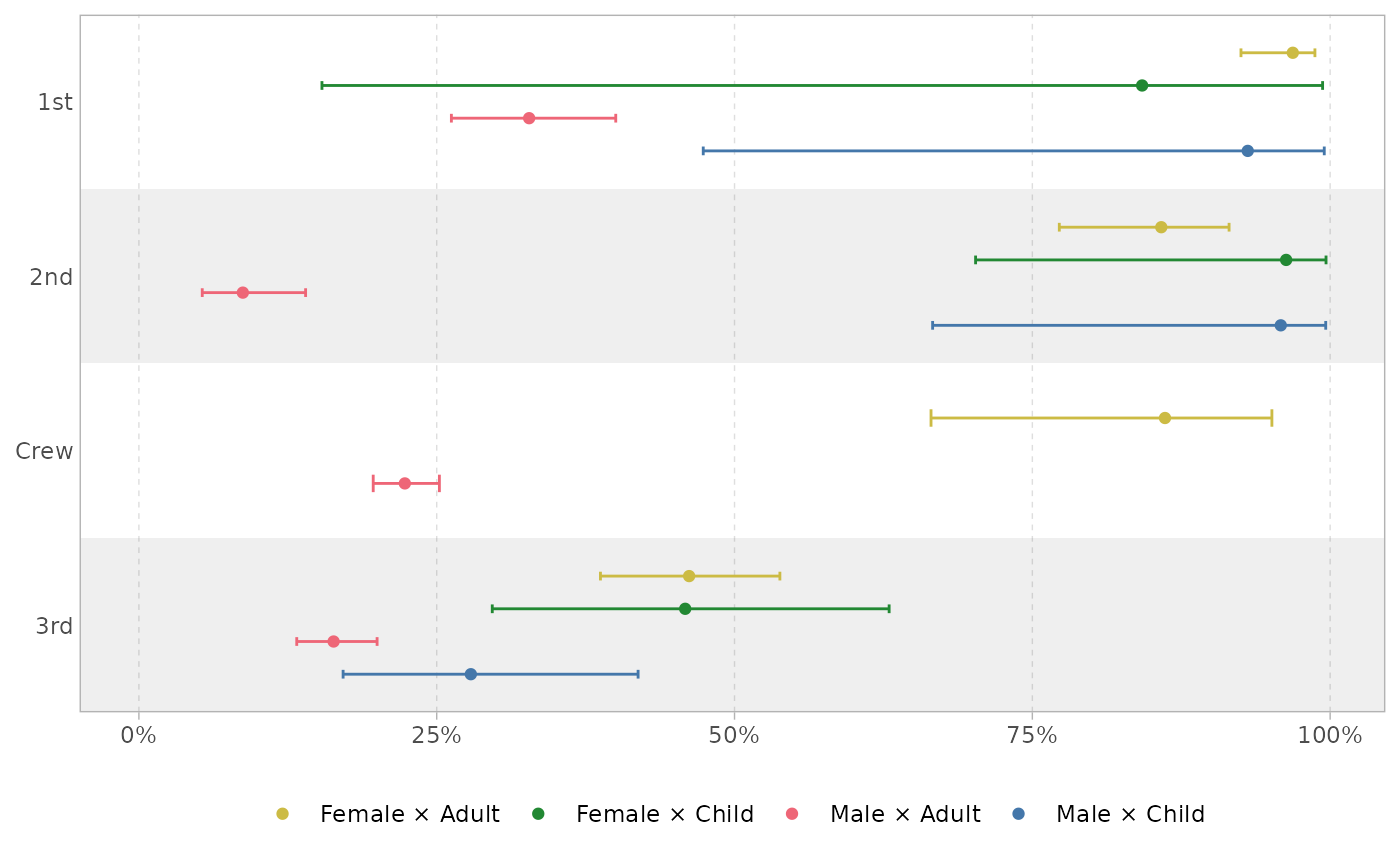 1st
2nd
Crew
3rd
0% 25% 50% 75% 100%
Female × Adult Female × Child Male × Adult Male × Child